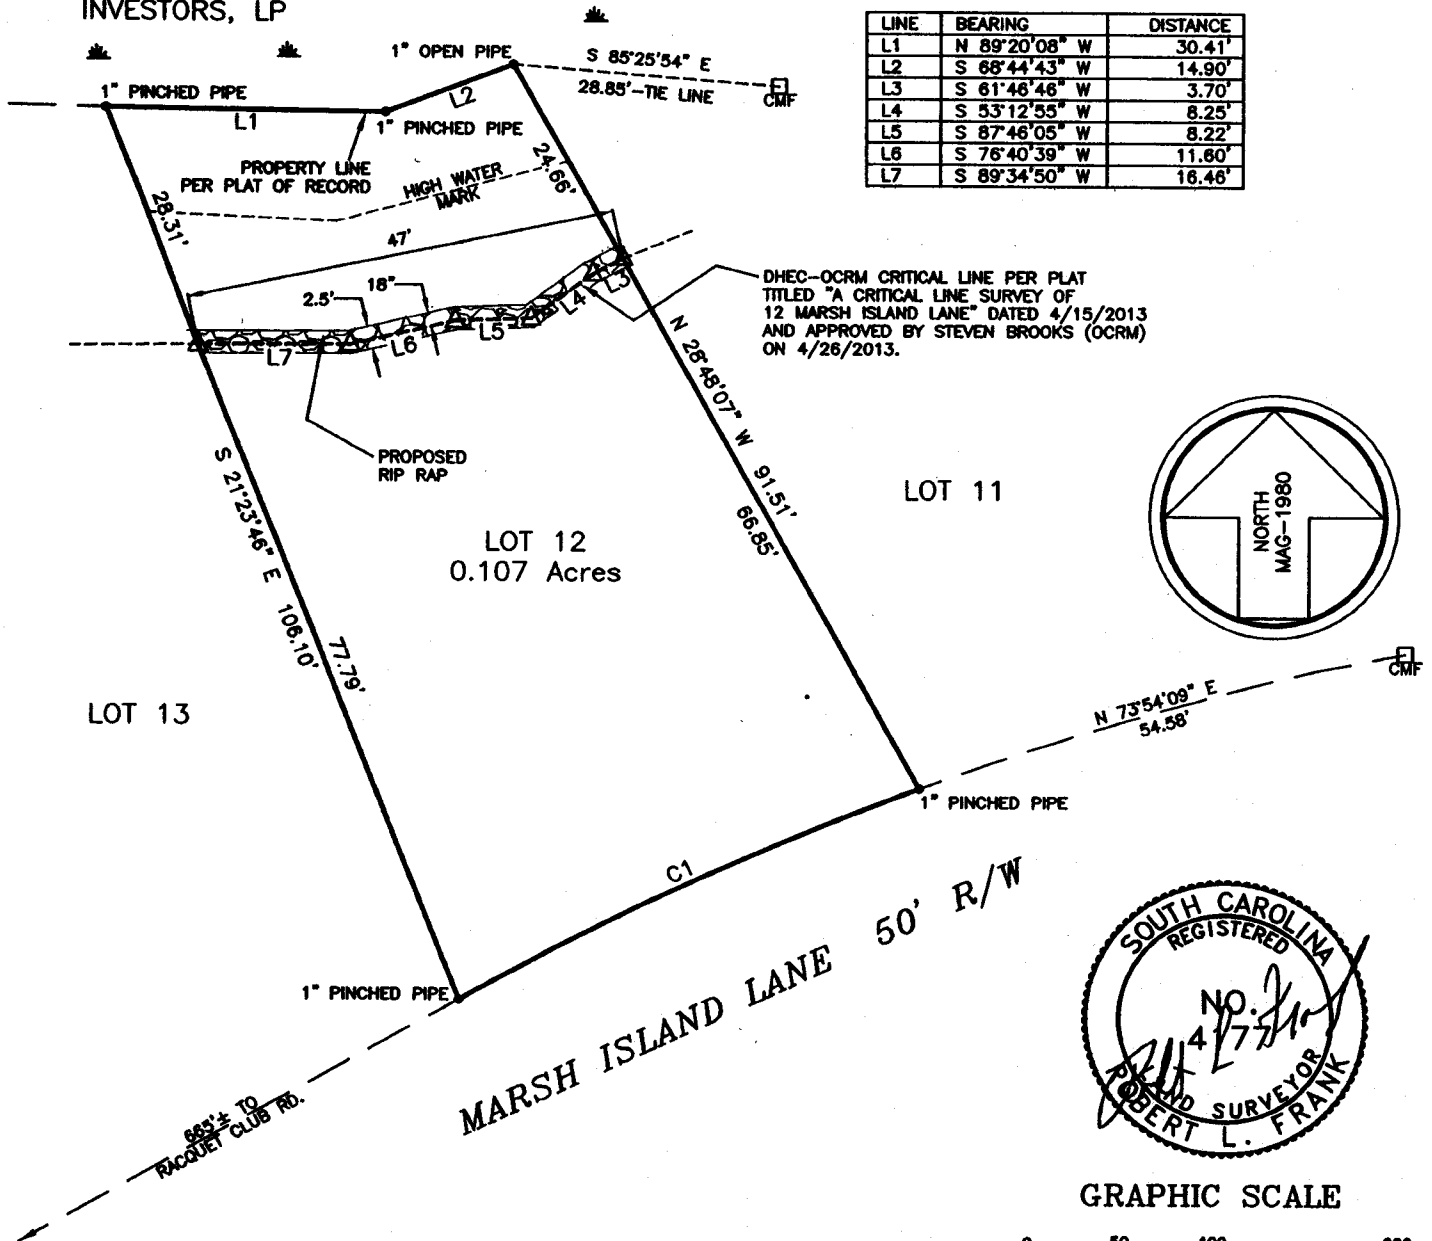 INVESTORS, LP
LINE BEARING DISTANCE
L1 N 89°20'08" W 30.41'
L2 S 68°44'43" W 14.90'
L3 S 61°46'46" W 3.70'
L4 S 53°12'55" W 8.25'
L5 S 87°46'05" W 8.22'
L6 S 76°40'39" W 11.60'
L7 S 89°34'50" W 16.46'
1" OPEN PIPE
S 85°25'54" E
28.85'-TIE LINE
CMF
1" PINCHED PIPE
L1
L2
1" PINCHED PIPE
PROPERTY LINE
PER PLAT OF RECORD
HIGH WATER
MARK
24.66'
28.31'
47'
2.5'
18"
L3
L4
L5
L6
L7
DHEC-OCRM CRITICAL LINE PER PLAT
TITLED "A CRITICAL LINE SURVEY OF
12 MARSH ISLAND LANE" DATED 4/15/2013
AND APPROVED BY STEVEN BROOKS (OCRM)
ON 4/26/2013.
PROPOSED
RIP RAP
N 28°48'07" W 91.51'
66.85'
S 21°23'46" E 106.10'
77.79'
LOT 11
LOT 12
0.107 Acres
LOT 13
NORTH
MAG-1980
CMF
N 73°54'09" E
54.58'
1" PINCHED PIPE
C1
1" PINCHED PIPE
MARSH ISLAND LANE 50' R/W
665'± TO
RACQUET CLUB RD.
SOUTH CAROLINA
REGISTERED
NO.
4177
LAND SURVEYOR
ROBERT L. FRANK
GRAPHIC SCALE